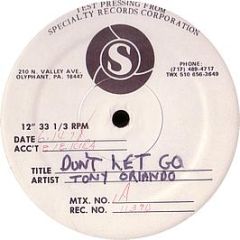 TEST PRESSING FROM
SPECIALTY RECORDS CORPORATION
S
210 N. VALLEY AVE.
OLYPHANT, PA. 18447
PHONE:
(717) 489-4717
TWX 510 656-3649
12" 33 1/3 RPM
DATE
ACC'T
TITLE DON'T LET GO
ARTIST TONY ORLANDO
MTX. NO. A
REC. NO.